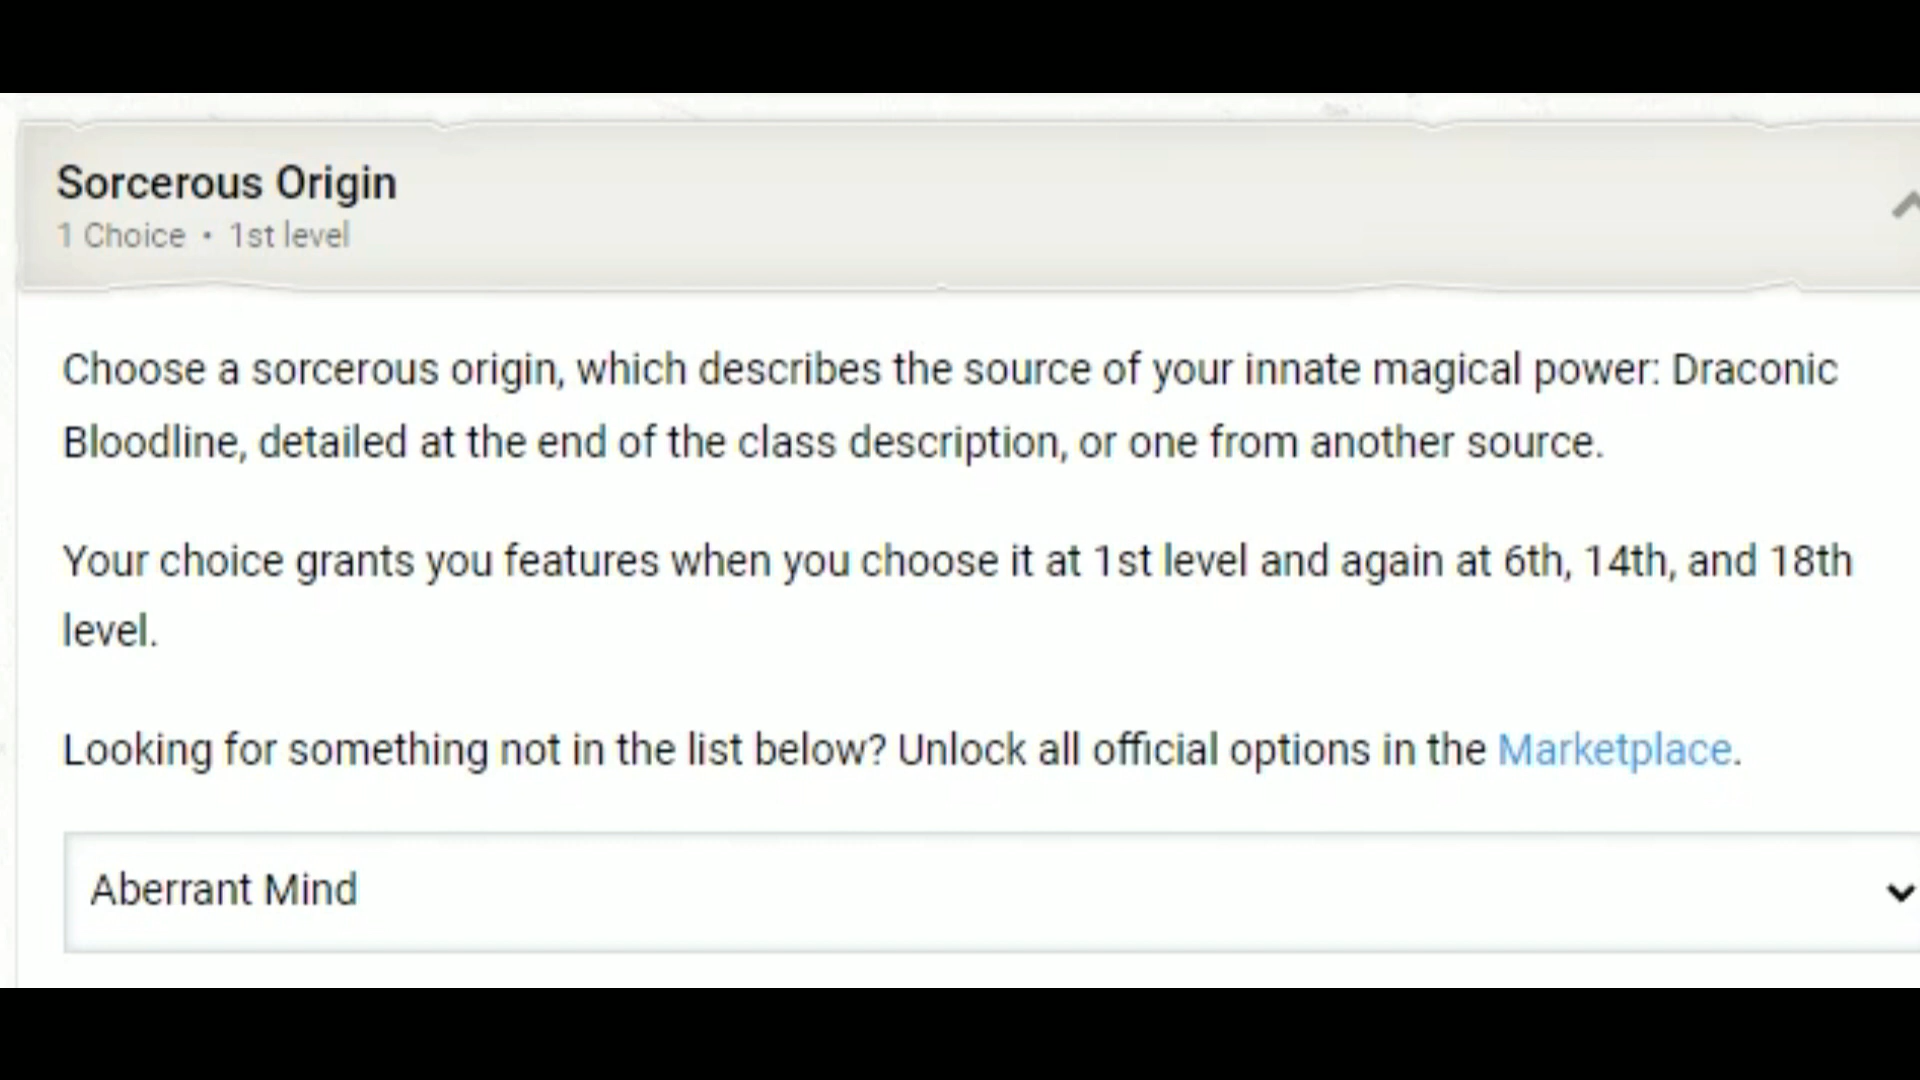 Sorcerous Origin
1 Choice • 1st level
Choose a sorcerous origin, which describes the source of your innate magical power: Draconic
Bloodline, detailed at the end of the class description, or one from another source.
Your choice grants you features when you choose it at 1st level and again at 6th, 14th, and 18th
level.
Looking for something not in the list below? Unlock all official options in the Marketplace.
Aberrant Mind